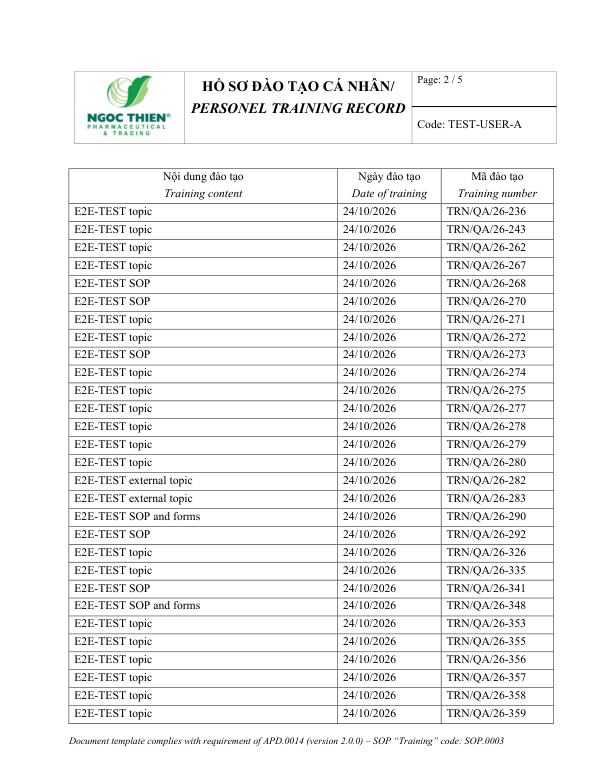 NGOC THIEN®
PHARMACEUTICAL
& TRADING
HỒ SƠ ĐÀO TẠO CÁ NHÂN/
PERSONEL TRAINING RECORD
Page: 2 / 5
Code: TEST-USER-A
Nội dung đào tạo
Training content
Ngày đào tạo
Date of training
Mã đào tạo
Training number
E2E-TEST topic 24/10/2026 TRN/QA/26-236
E2E-TEST topic 24/10/2026 TRN/QA/26-243
E2E-TEST topic 24/10/2026 TRN/QA/26-262
E2E-TEST topic 24/10/2026 TRN/QA/26-267
E2E-TEST SOP 24/10/2026 TRN/QA/26-268
E2E-TEST SOP 24/10/2026 TRN/QA/26-270
E2E-TEST topic 24/10/2026 TRN/QA/26-271
E2E-TEST topic 24/10/2026 TRN/QA/26-272
E2E-TEST SOP 24/10/2026 TRN/QA/26-273
E2E-TEST topic 24/10/2026 TRN/QA/26-274
E2E-TEST topic 24/10/2026 TRN/QA/26-275
E2E-TEST topic 24/10/2026 TRN/QA/26-277
E2E-TEST topic 24/10/2026 TRN/QA/26-278
E2E-TEST topic 24/10/2026 TRN/QA/26-279
E2E-TEST topic 24/10/2026 TRN/QA/26-280
E2E-TEST external topic 24/10/2026 TRN/QA/26-282
E2E-TEST external topic 24/10/2026 TRN/QA/26-283
E2E-TEST SOP and forms 24/10/2026 TRN/QA/26-290
E2E-TEST SOP 24/10/2026 TRN/QA/26-292
E2E-TEST topic 24/10/2026 TRN/QA/26-326
E2E-TEST topic 24/10/2026 TRN/QA/26-335
E2E-TEST SOP 24/10/2026 TRN/QA/26-341
E2E-TEST SOP and forms 24/10/2026 TRN/QA/26-348
E2E-TEST topic 24/10/2026 TRN/QA/26-353
E2E-TEST topic 24/10/2026 TRN/QA/26-355
E2E-TEST topic 24/10/2026 TRN/QA/26-356
E2E-TEST topic 24/10/2026 TRN/QA/26-357
E2E-TEST topic 24/10/2026 TRN/QA/26-358
E2E-TEST topic 24/10/2026 TRN/QA/26-359
Document template complies with requirement of APD.0014 (version 2.0.0) – SOP “Training” code: SOP.0003